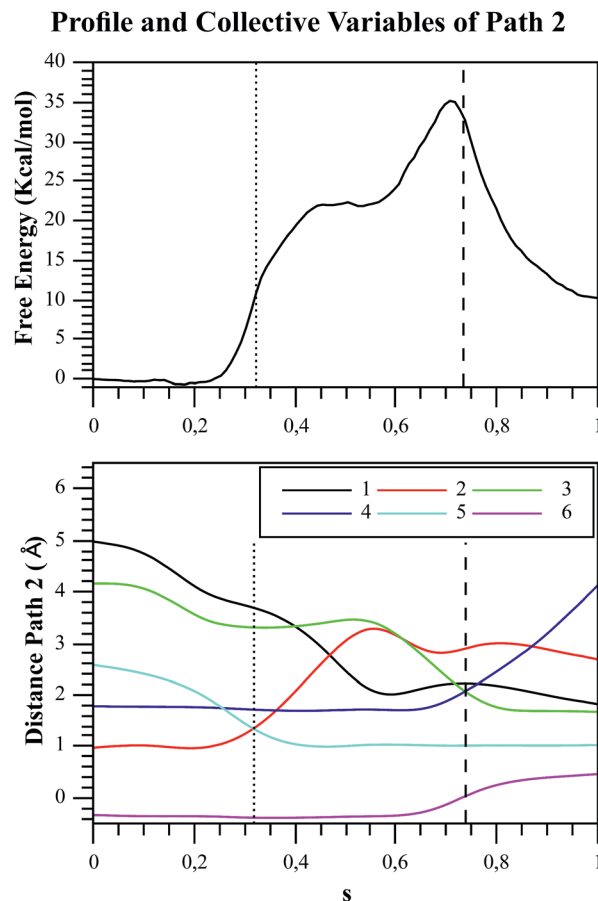 Profile and Collective Variables of Path 2
Free Energy (Kcal/mol)
40
35
30
25
20
15
10
5
0
0 0,2 0,4 0,6 0,8 1
Distance Path 2 (Å)
6
5
4
3
2
1
0
1 2 3
4 5 6
0 0,2 0,4 0,6 0,8 1
s